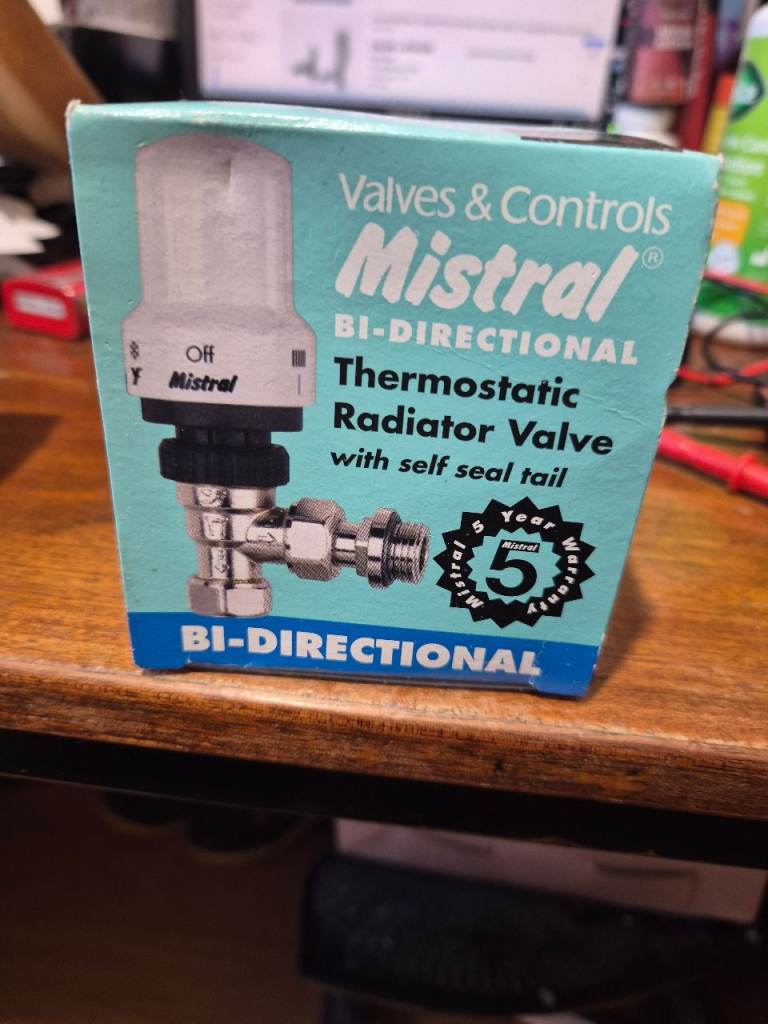 Valves & Controls
Mistral®
BI-DIRECTIONAL
Thermostatic
Radiator Valve
with self seal tail
Off
Mistral
Mistral 5 Year Warranty
Mistral
5
BI-DIRECTIONAL